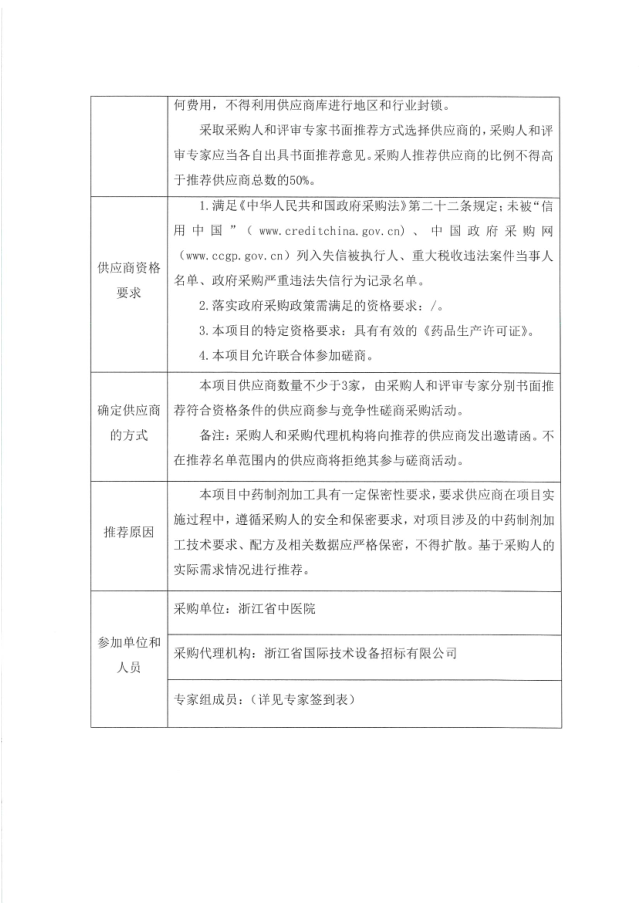 何费用，不得利用供应商库进行地区和行业封锁。
采取采购人和评审专家书面推荐方式选择供应商的，采购人和评
审专家应当各自出具书面推荐意见。采购人推荐供应商的比例不得高
于推荐供应商总数的50%。
供应商资格
要求
1.满足《中华人民共和国政府采购法》第二十二条规定；未被“信
用中国”（www.creditchina.gov.cn)、中国政府采购网
（www.ccgp.gov.cn）列入失信被执行人、重大税收违法案件当事人
名单、政府采购严重违法失信行为记录名单。
2.落实政府采购政策需满足的资格要求：/。
3.本项目的特定资格要求：具有有效的《药品生产许可证》。
4.本项目允许联合体参加磋商。
确定供应商
的方式
本项目供应商数量不少于3家，由采购人和评审专家分别书面推
荐符合资格条件的供应商参与竞争性磋商采购活动。
备注：采购人和采购代理机构将向推荐的供应商发出邀请函。不
在推荐名单范围内的供应商将拒绝其参与磋商活动。
推荐原因
本项目中药制剂加工具有一定保密性要求，要求供应商在项目实
施过程中，遵循采购人的安全和保密要求，对项目涉及的中药制剂加
工技术要求、配方及相关数据应严格保密，不得扩散。基于采购人的
实际需求情况进行推荐。
参加单位和
人员
采购单位：浙江省中医院
采购代理机构：浙江省国际技术设备招标有限公司
专家组成员：（详见专家签到表）